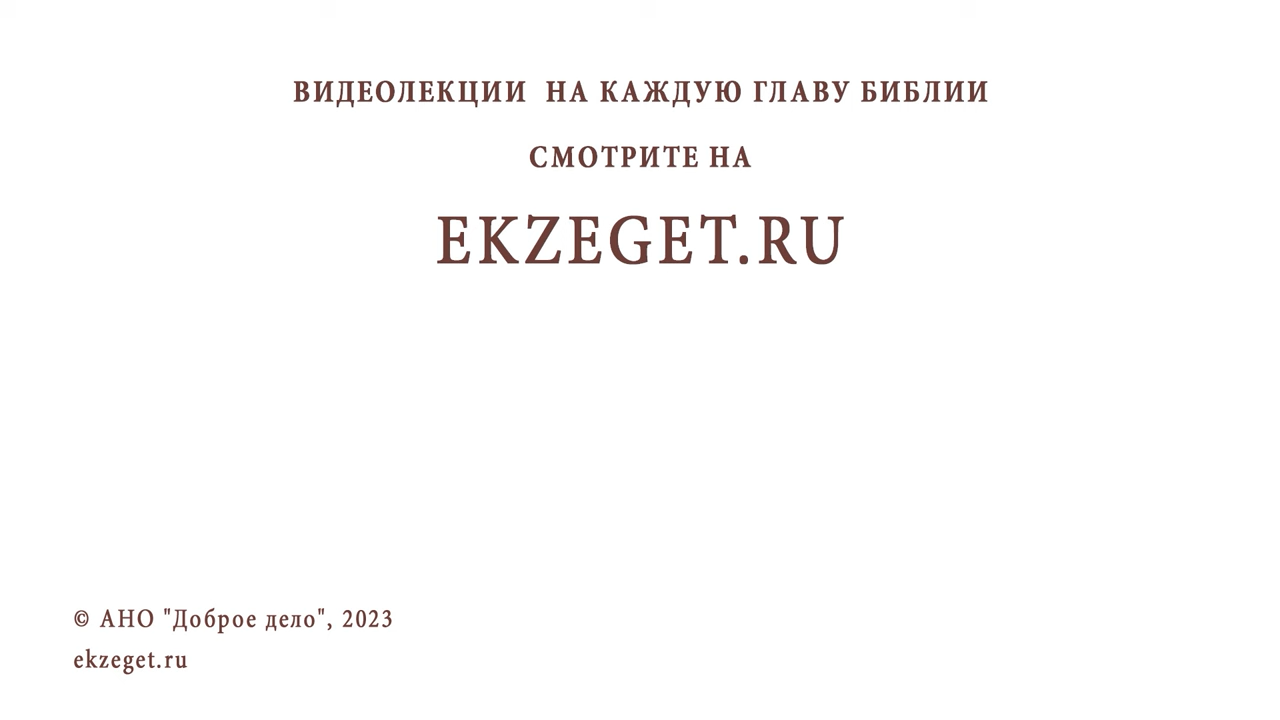 ВИДЕОЛЕКЦИИ НА КАЖДУЮ ГЛАВУ БИБЛИИ
СМОТРИТЕ НА
EKZEGET.RU
© АНО "Доброе дело", 2023
ekzeget.ru